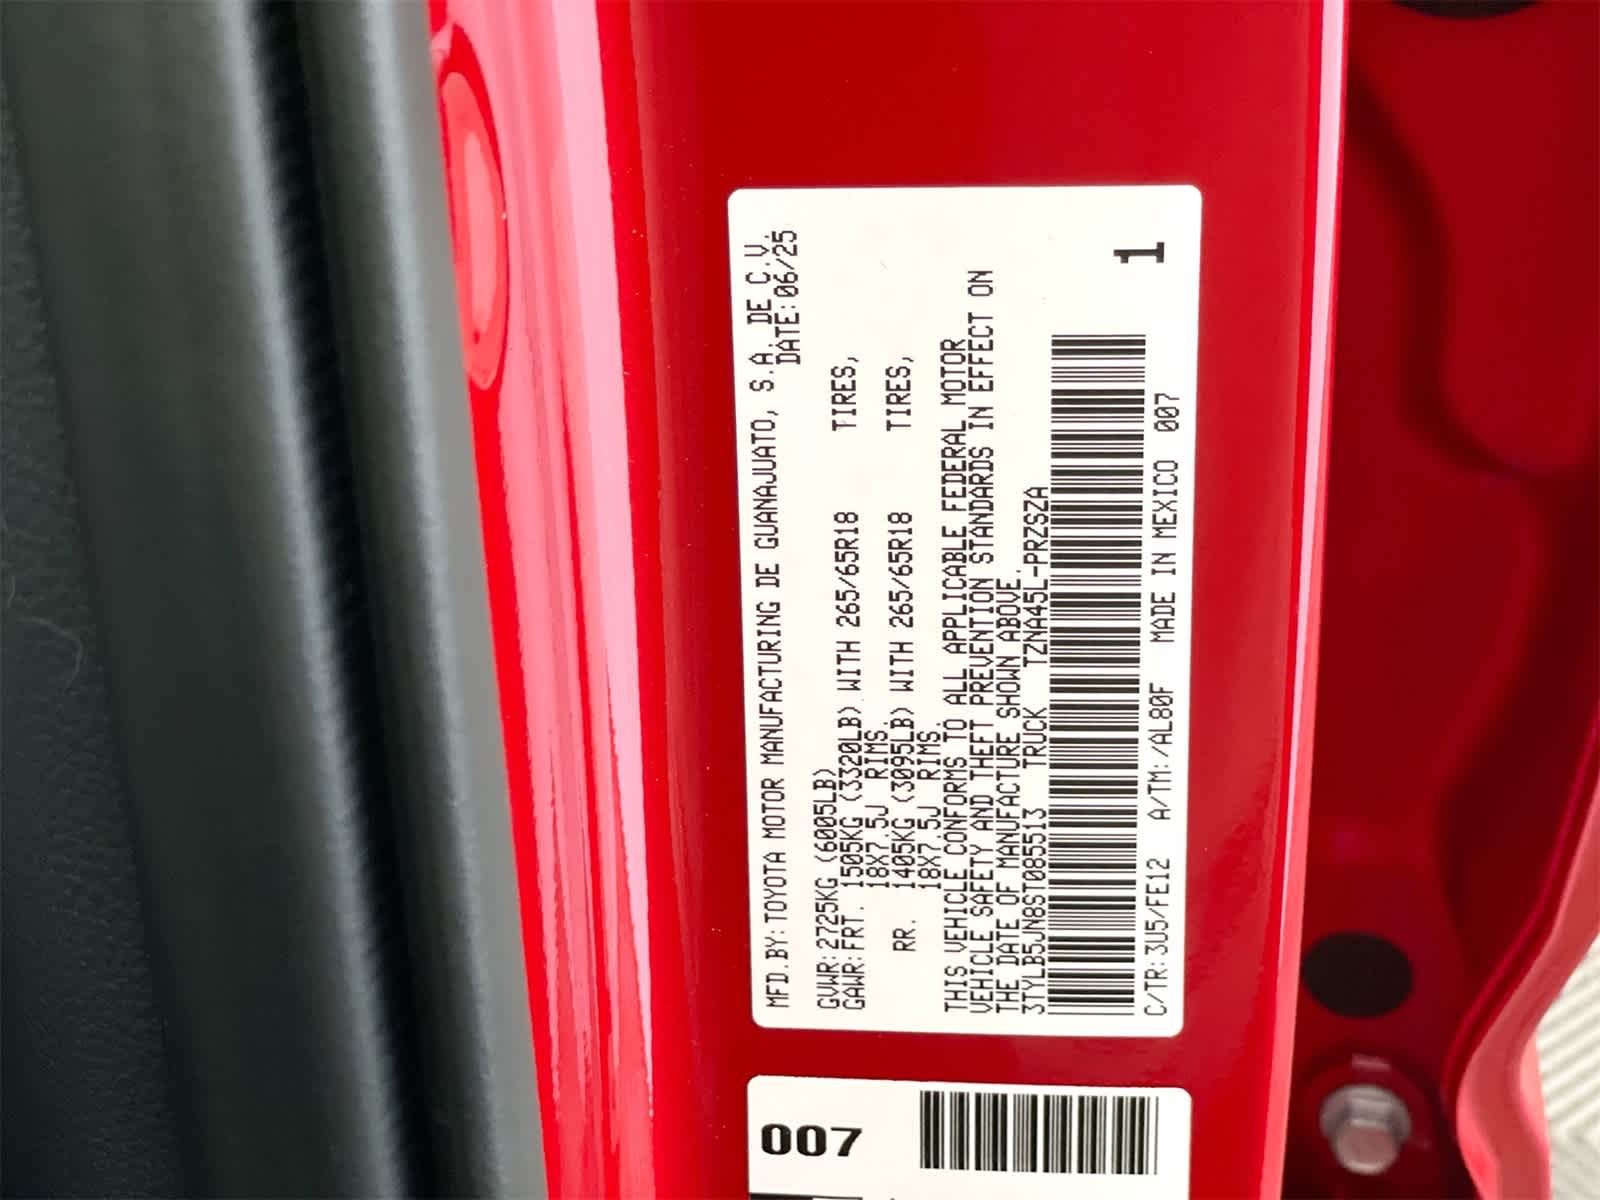 MFD.BY:TOYOTA MOTOR MANUFACTURING DE GUANAJUATO, S.A. DE C.V.
DATE:06/25
GVWR:2725KG (6005LB)
GAWR:FRT. 1505KG (3320LB) WITH 265/65R18 TIRES,
18X7.5J RIMS.
RR. 1405KG (3095LB) WITH 265/65R18 TIRES,
18X7.5J RIMS.
THIS VEHICLE CONFORMS TO ALL APPLICABLE FEDERAL MOTOR
VEHICLE SAFETY AND THEFT PREVENTION STANDARDS IN EFFECT ON
THE DATE OF MANUFACTURE SHOWN ABOVE.
3TYLB5JN8ST085513 TRUCK TZNA45L-PRZSZA
1
C/TR:3U5/FE12 A/TM:/AL80F MADE IN MEXICO 007
007